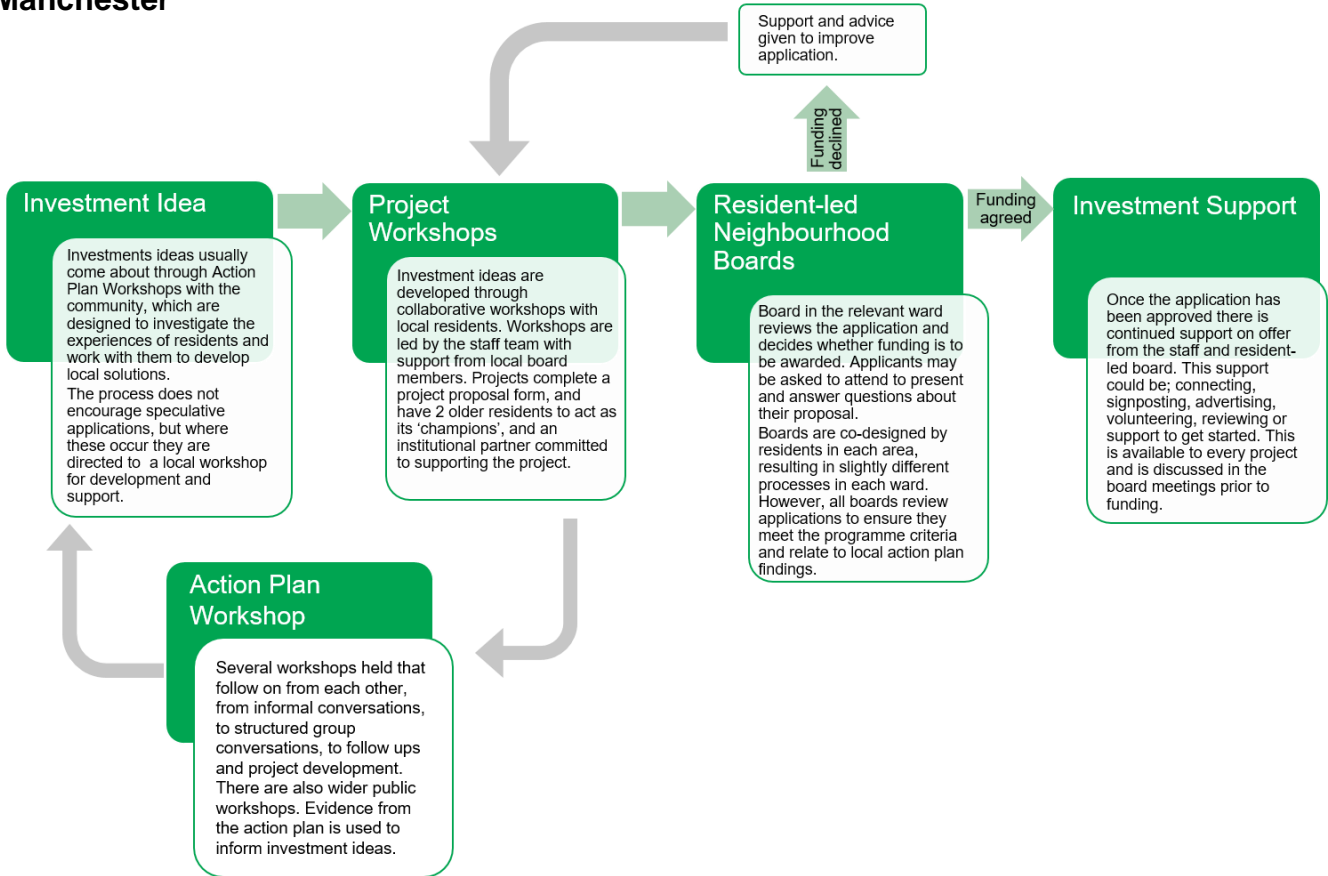 Manchester
Support and advice
given to improve
application.
Funding
declined
Investment Idea
Investments ideas usually
come about through Action
Plan Workshops with the
community, which are
designed to investigate the
experiences of residents and
work with them to develop
local solutions.
The process does not
encourage speculative
applications, but where
these occur they are
directed to a local workshop
for development and
support.
Project
Workshops
Investment ideas are
developed through
collaborative workshops with
local residents. Workshops are
led by the staff team with
support from local board
members. Projects complete a
project proposal form, and
have 2 older residents to act as
its ‘champions’, and an
institutional partner committed
to supporting the project.
Resident-led
Neighbourhood
Boards
Board in the relevant ward
reviews the application and
decides whether funding is to
be awarded. Applicants may
be asked to attend to present
and answer questions about
their proposal.
Boards are co-designed by
residents in each area,
resulting in slightly different
processes in each ward.
However, all boards review
applications to ensure they
meet the programme criteria
and relate to local action plan
findings.
Funding
agreed
Investment Support
Once the application has
been approved there is
continued support on offer
from the staff and resident-
led board. This support
could be; connecting,
signposting, advertising,
volunteering, reviewing or
support to get started. This
is available to every project
and is discussed in the
board meetings prior to
funding.
Action Plan
Workshop
Several workshops held that
follow on from each other,
from informal conversations,
to structured group
conversations, to follow ups
and project development.
There are also wider public
workshops. Evidence from
the action plan is used to
inform investment ideas.